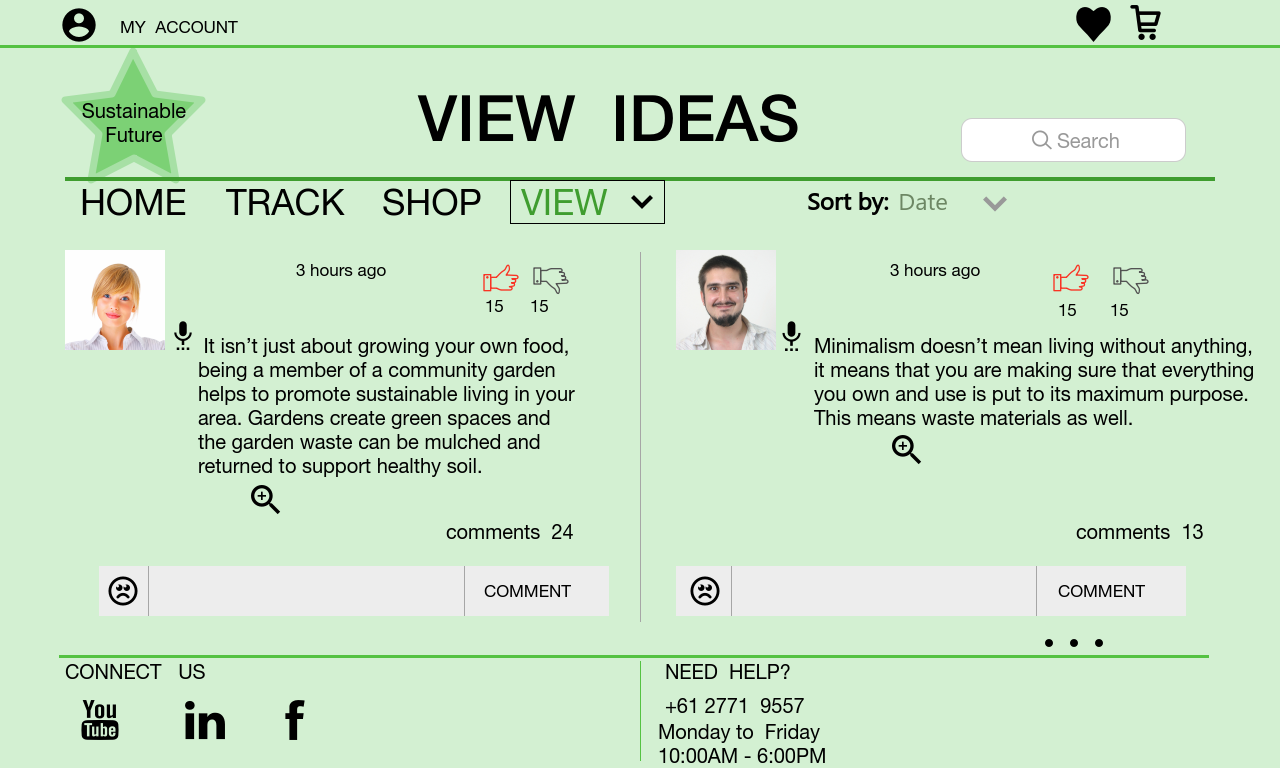 MY ACCOUNT
Sustainable
Future
VIEW IDEAS
Search
HOME TRACK SHOP VIEW
Sort by: Date
3 hours ago
15 15
It isn’t just about growing your own food,
being a member of a community garden
helps to promote sustainable living in your
area. Gardens create green spaces and
the garden waste can be mulched and
returned to support healthy soil.
comments 24
COMMENT
3 hours ago
15 15
Minimalism doesn’t mean living without anything,
it means that you are making sure that everything
you own and use is put to its maximum purpose.
This means waste materials as well.
comments 13
COMMENT
CONNECT US
You
Tube
in
f
NEED HELP?
+61 2771 9557
Monday to Friday
10:00AM - 6:00PM